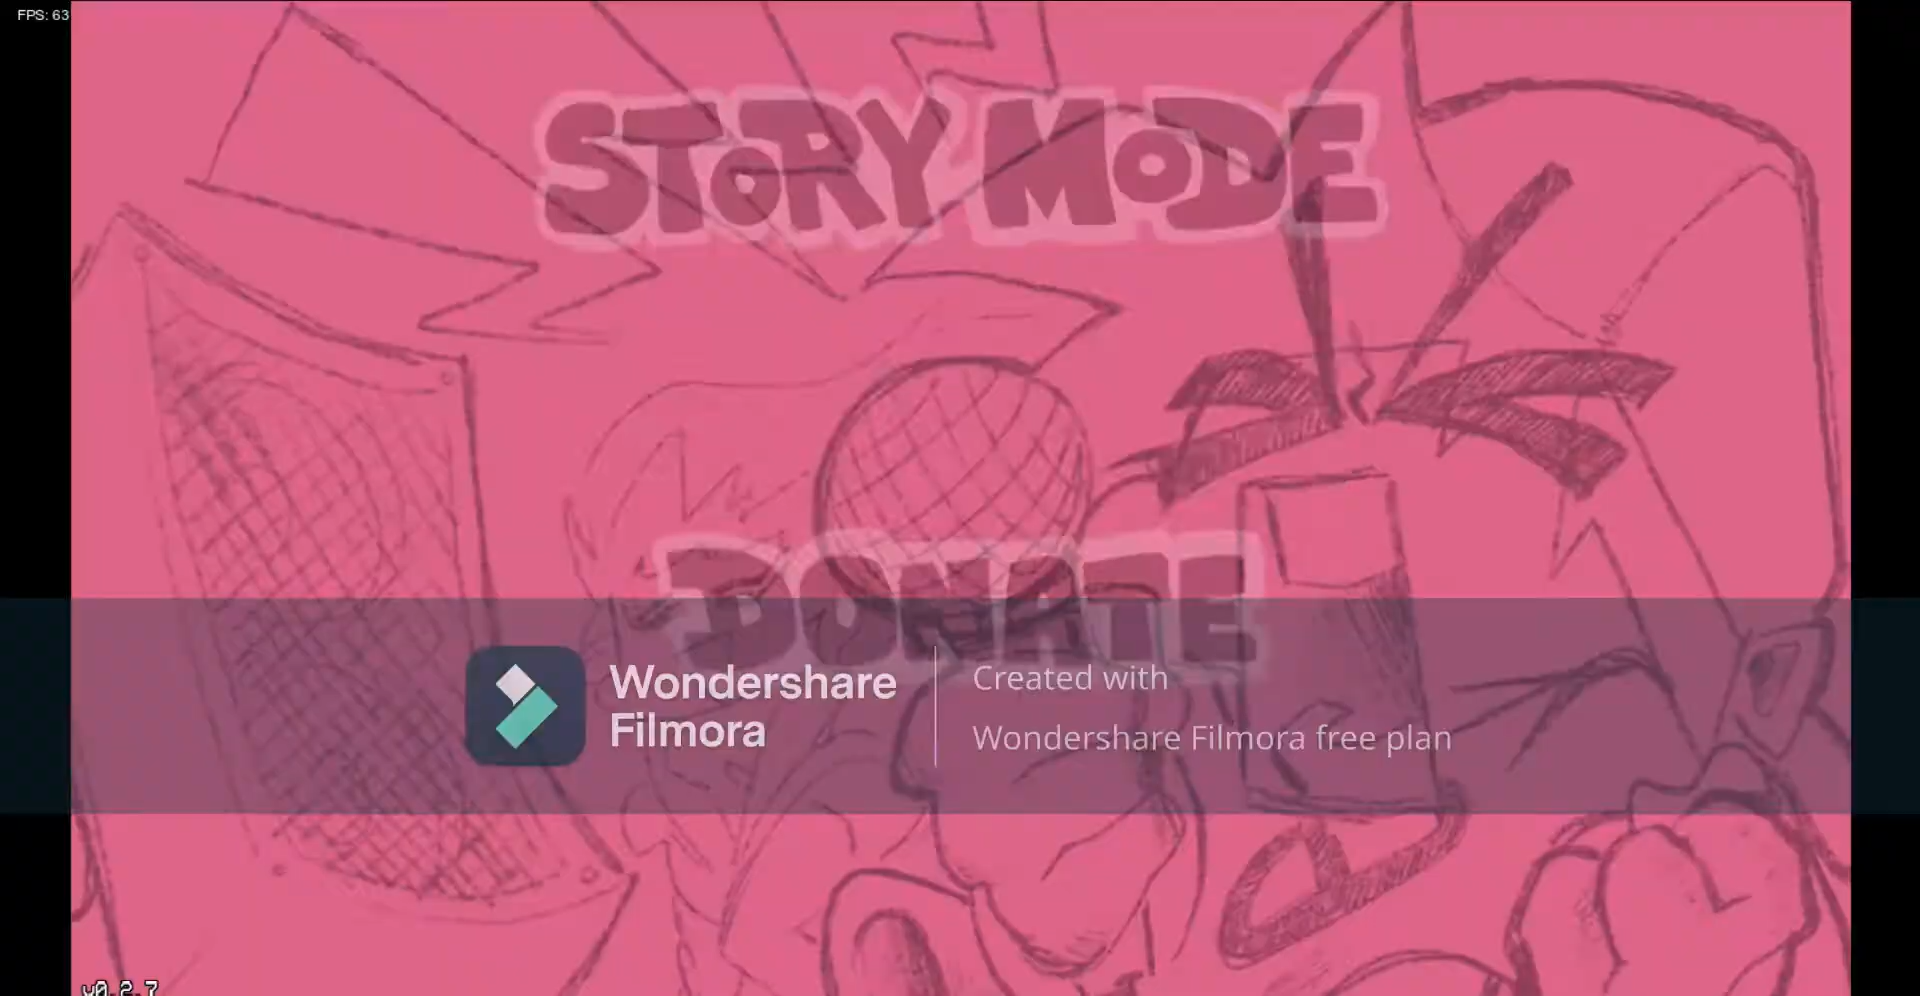 FPS: 63
STORY MODE
DONATE
Wondershare
Filmora
Created with
Wondershare Filmora free plan
v0.2.7